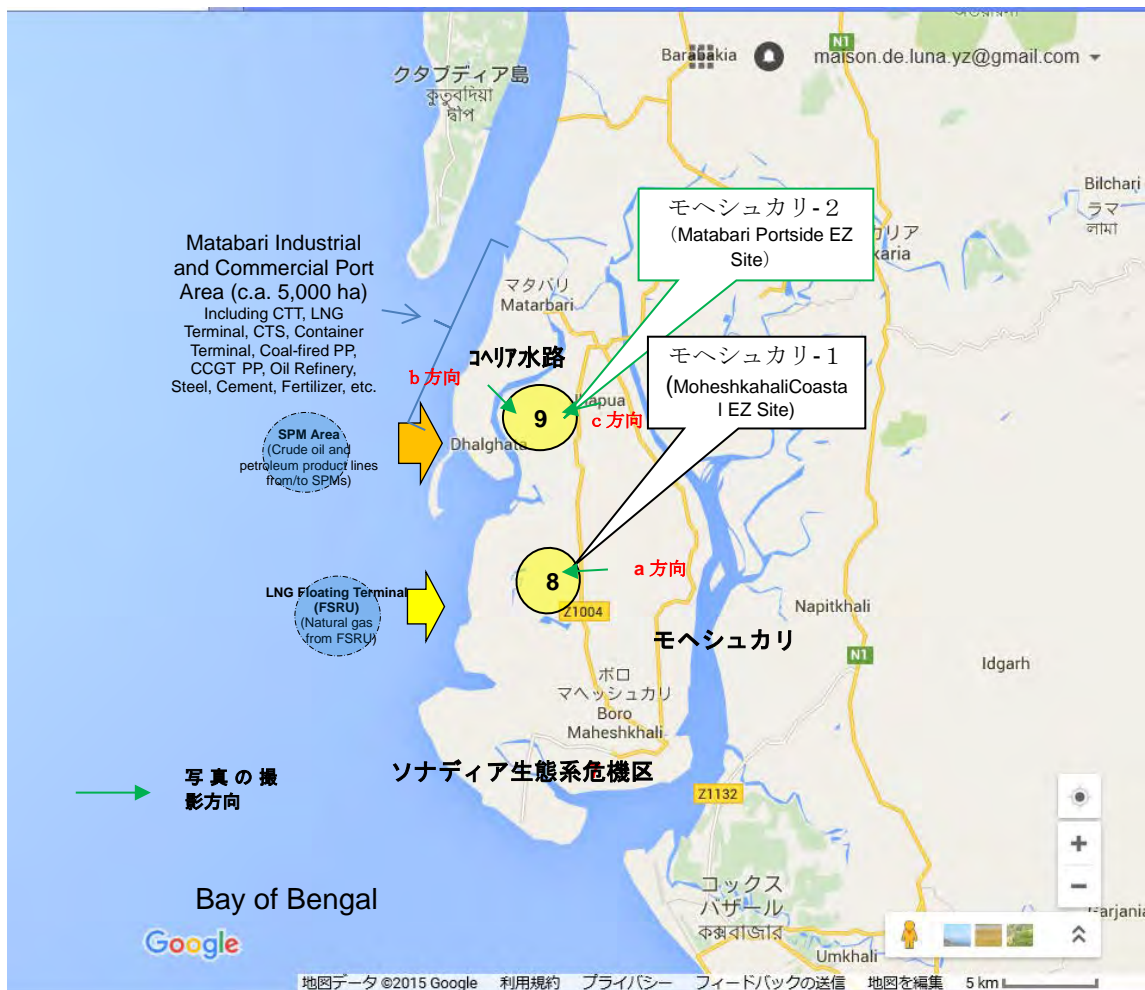 Barabakia
N1
maison.de.luna.yz@gmail.com
クタブディア島
কুতুবদিয়া
দ্বীপ
Bilchari
ラマ
লামা
モヘシュカリ-２
(Matabari Portside EZ
Site)
カリア
xaria
Matabari Industrial
and Commercial Port
Area (c.a. 5,000 ha)
Including CTT, LNG
Terminal, CTS, Container
Terminal, Coal-fired PP,
CCGT PP, Oil Refinery,
Steel, Cement, Fertilizer, etc.
マタバリ
Matarbari
コヘリア水路
モヘシュカリ-１
(MoheshkahaliCoasta
l EZ Site)
b 方向
9
apua
c 方向
SPM Area
(Crude oil and
petroleum product lines
from/to SPMs)
Dhalghata
8
a 方向
LNG Floating Terminal
(FSRU)
(Natural gas
from FSRU)
Z1004
Napitkhali
モヘシュカリ
N1
Idgarh
ボロ
マヘッシュカリ
Boro
Maheshkhali
ソナディア生態系危機区
写真の撮
影方向
Z1132
Bay of Bengal
コックス
バザール
কক্সবাজার
Garjania
Umkhali
Google
地図データ ©2015 Google 利用規約 プライバシー フィードバックの送信 地図を編集 5 km